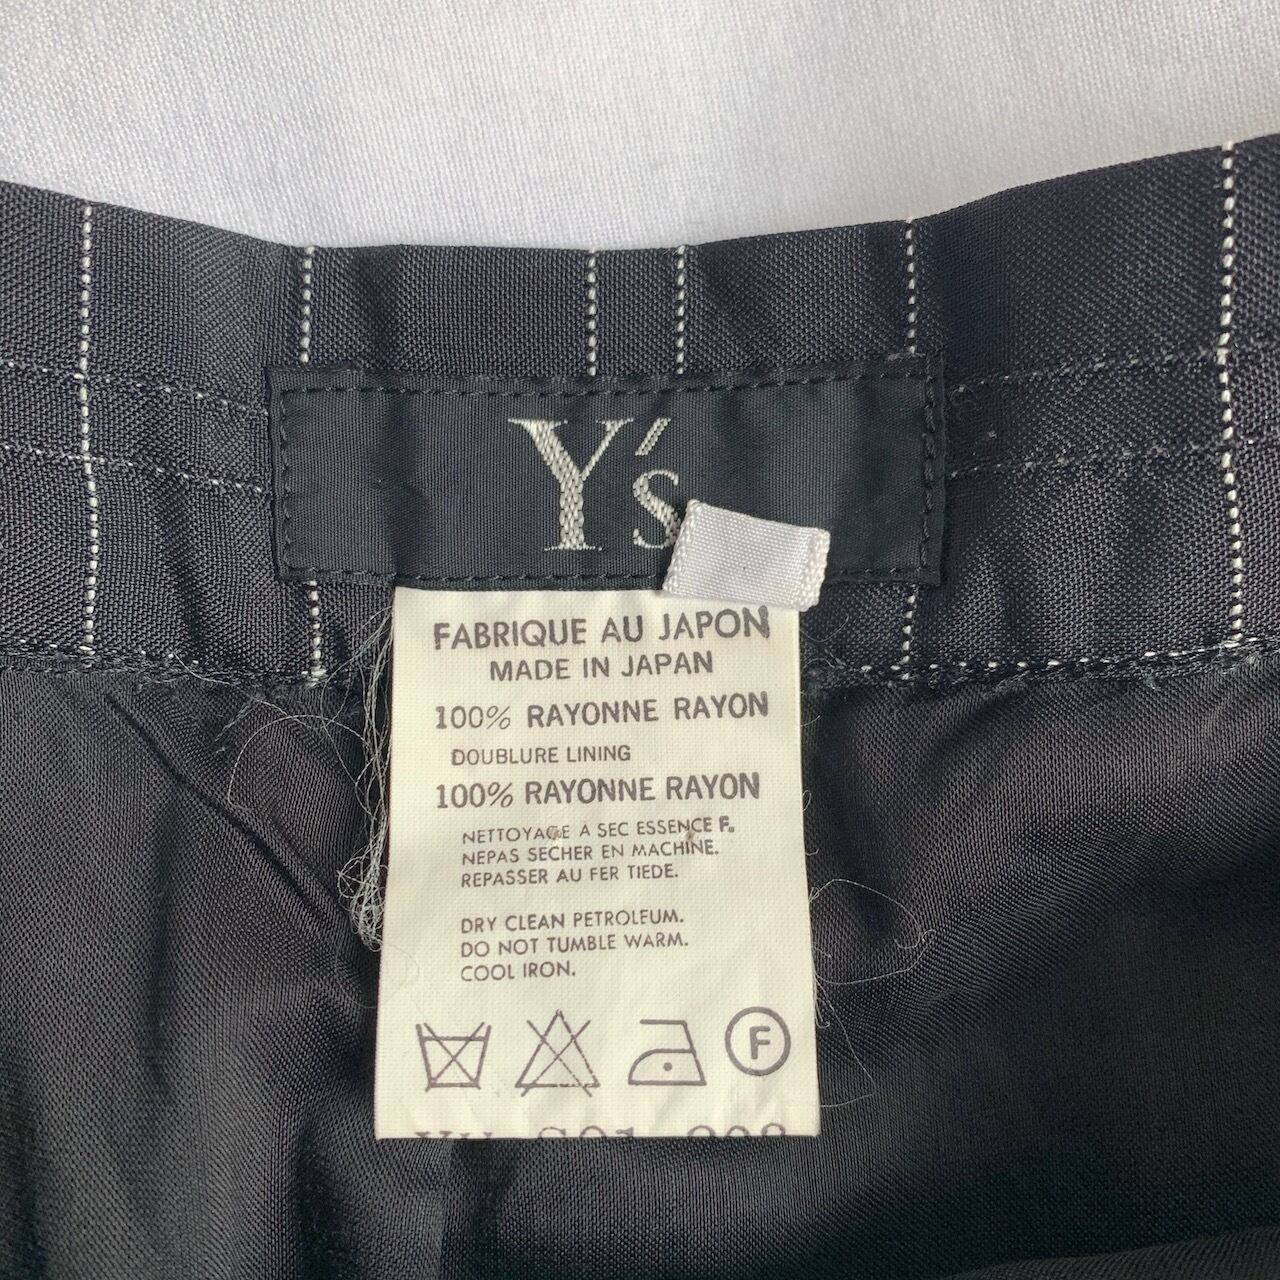 Y's
FABRIQUE AU JAPON
MADE IN JAPAN
100% RAYONNE RAYON
DOUBLURE LINING
100% RAYONNE RAYON
NETTOYAGE A SEC ESSENCE F.
NEPAS SECHER EN MACHINE.
REPASSER AU FER TIEDE.
DRY CLEAN PETROLEUM.
DO NOT TUMBLE WARM.
COOL IRON.
F